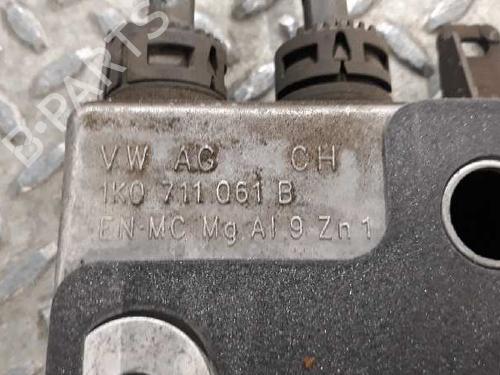 VW AG CH
1K0 711 061 B
EN-MC Mg Al 9 Zn 1
B-PARTS